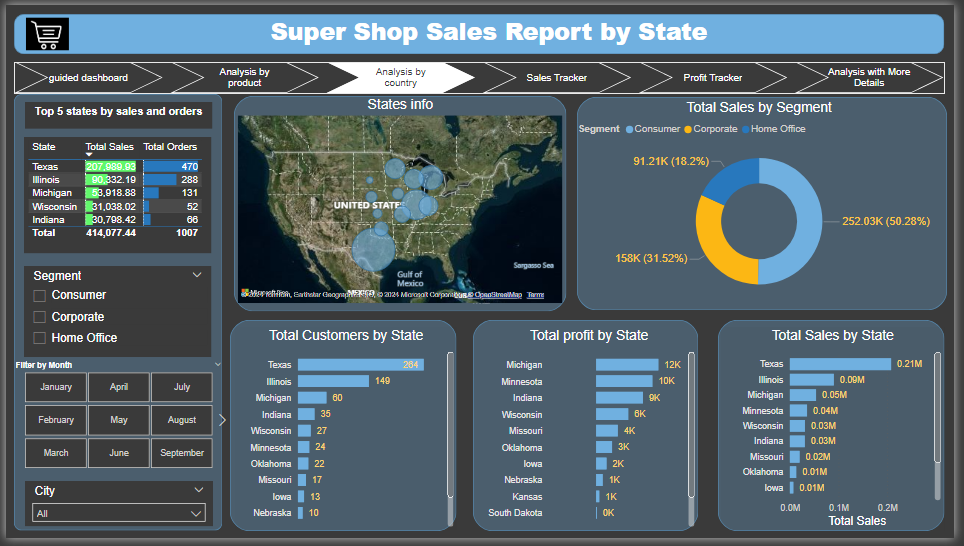 Super Shop Sales Report by State
guided dashboard
Analysis by
product
Analysis by
country
Sales Tracker
Profit Tracker
Analysis with More
Details
Top 5 states by sales and orders
State Total Sales Total Orders
Texas 207,989.93 470
Illinois 90,332.19 288
Michigan 53,918.88 131
Wisconsin 31,038.02 52
Indiana 30,798.42 66
Total 414,077.44 1007
Segment
Consumer
Corporate
Home Office
Filter by Month
January April July
February May August
March June September
City
All
States info
UNITED STATES
Gulf of
Mexico
Sargasso Sea
MEXICO
© 2024 TomTom, Earthstar Geographics © 2024 Microsoft Corporation © OpenStreetMap Terms
Total Sales by Segment
Segment Consumer Corporate Home Office
91.21K (18.2%)
252.03K (50.28%)
158K (31.52%)
Total Customers by State
Texas 264
Illinois 149
Michigan 60
Indiana 35
Wisconsin 27
Minnesota 24
Oklahoma 22
Missouri 17
Iowa 13
Nebraska 10
Total profit by State
Michigan 12K
Minnesota 10K
Indiana 9K
Wisconsin 6K
Missouri 4K
Oklahoma 3K
Iowa 2K
Nebraska 1K
Kansas 1K
South Dakota 0K
Total Sales by State
Texas 0.21M
Illinois 0.09M
Michigan 0.05M
Minnesota 0.04M
Wisconsin 0.03M
Indiana 0.03M
Missouri 0.02M
Oklahoma 0.01M
Iowa 0.01M
0.0M 0.1M 0.2M
Total Sales